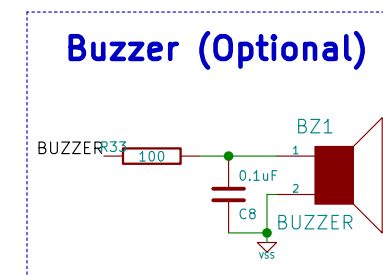 Buzzer (Optional)
BZ1
BUZZER
R33
100
1
0.1uF
2
C8
BUZZER
VSS